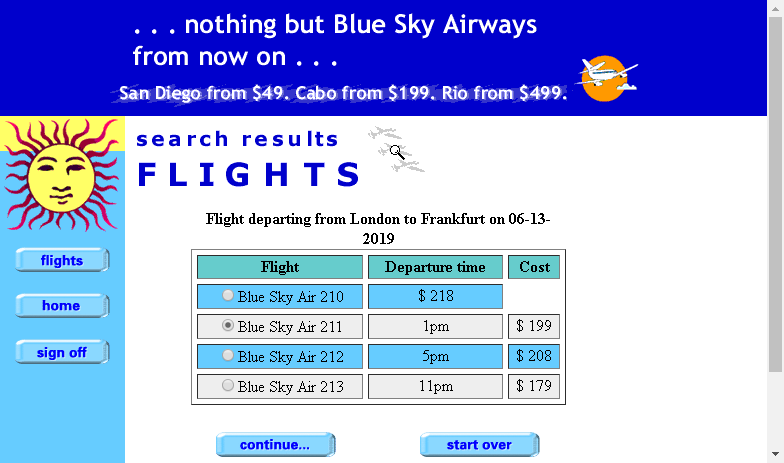 . . . nothing but Blue Sky Airways
from now on . . .
San Diego from $49. Cabo from $199. Rio from $499.
search results
FLIGHTS
flights
home
sign off
Flight departing from London to Frankfurt on 06-13-
2019
Flight Departure time Cost
Blue Sky Air 210 $ 218
Blue Sky Air 211 1pm $ 199
Blue Sky Air 212 5pm $ 208
Blue Sky Air 213 11pm $ 179
continue... start over